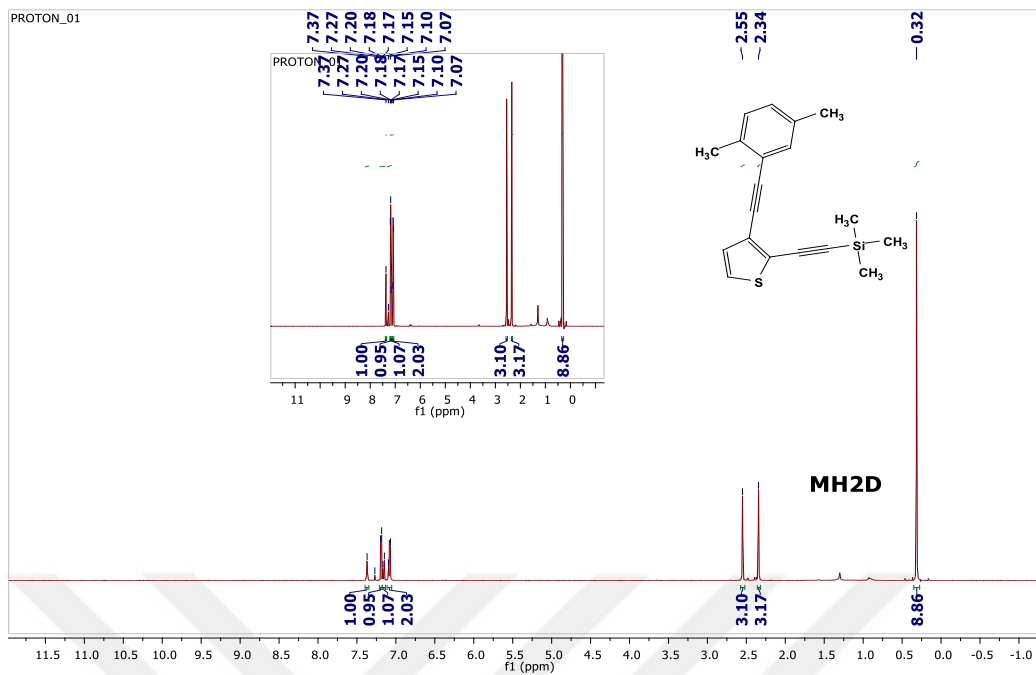 PROTON_01
7.37 7.27 7.20 7.18 7.17 7.15 7.10 7.07
2.55 2.34
0.32
PROTON_01
7.37 7.27 7.20 7.18 7.17 7.15 7.10 7.07
1.00 0.95 1.07 2.03
3.10 3.17
8.86
11 9 8 7 6 5 4 3 2 1 0
f1 (ppm)
CH3
H3C
H3C
Si
CH3
CH3
S
MH2D
1.00 0.95 1.07 2.03
3.10 3.17
8.86
11.5 10.5 9.5 9.0 8.5 8.0 7.5 7.0 6.5 6.0 5.5 5.0 4.5 4.0 3.5 3.0 2.5 2.0 1.5 1.0 0.5 0.0 -1.0
f1 (ppm)